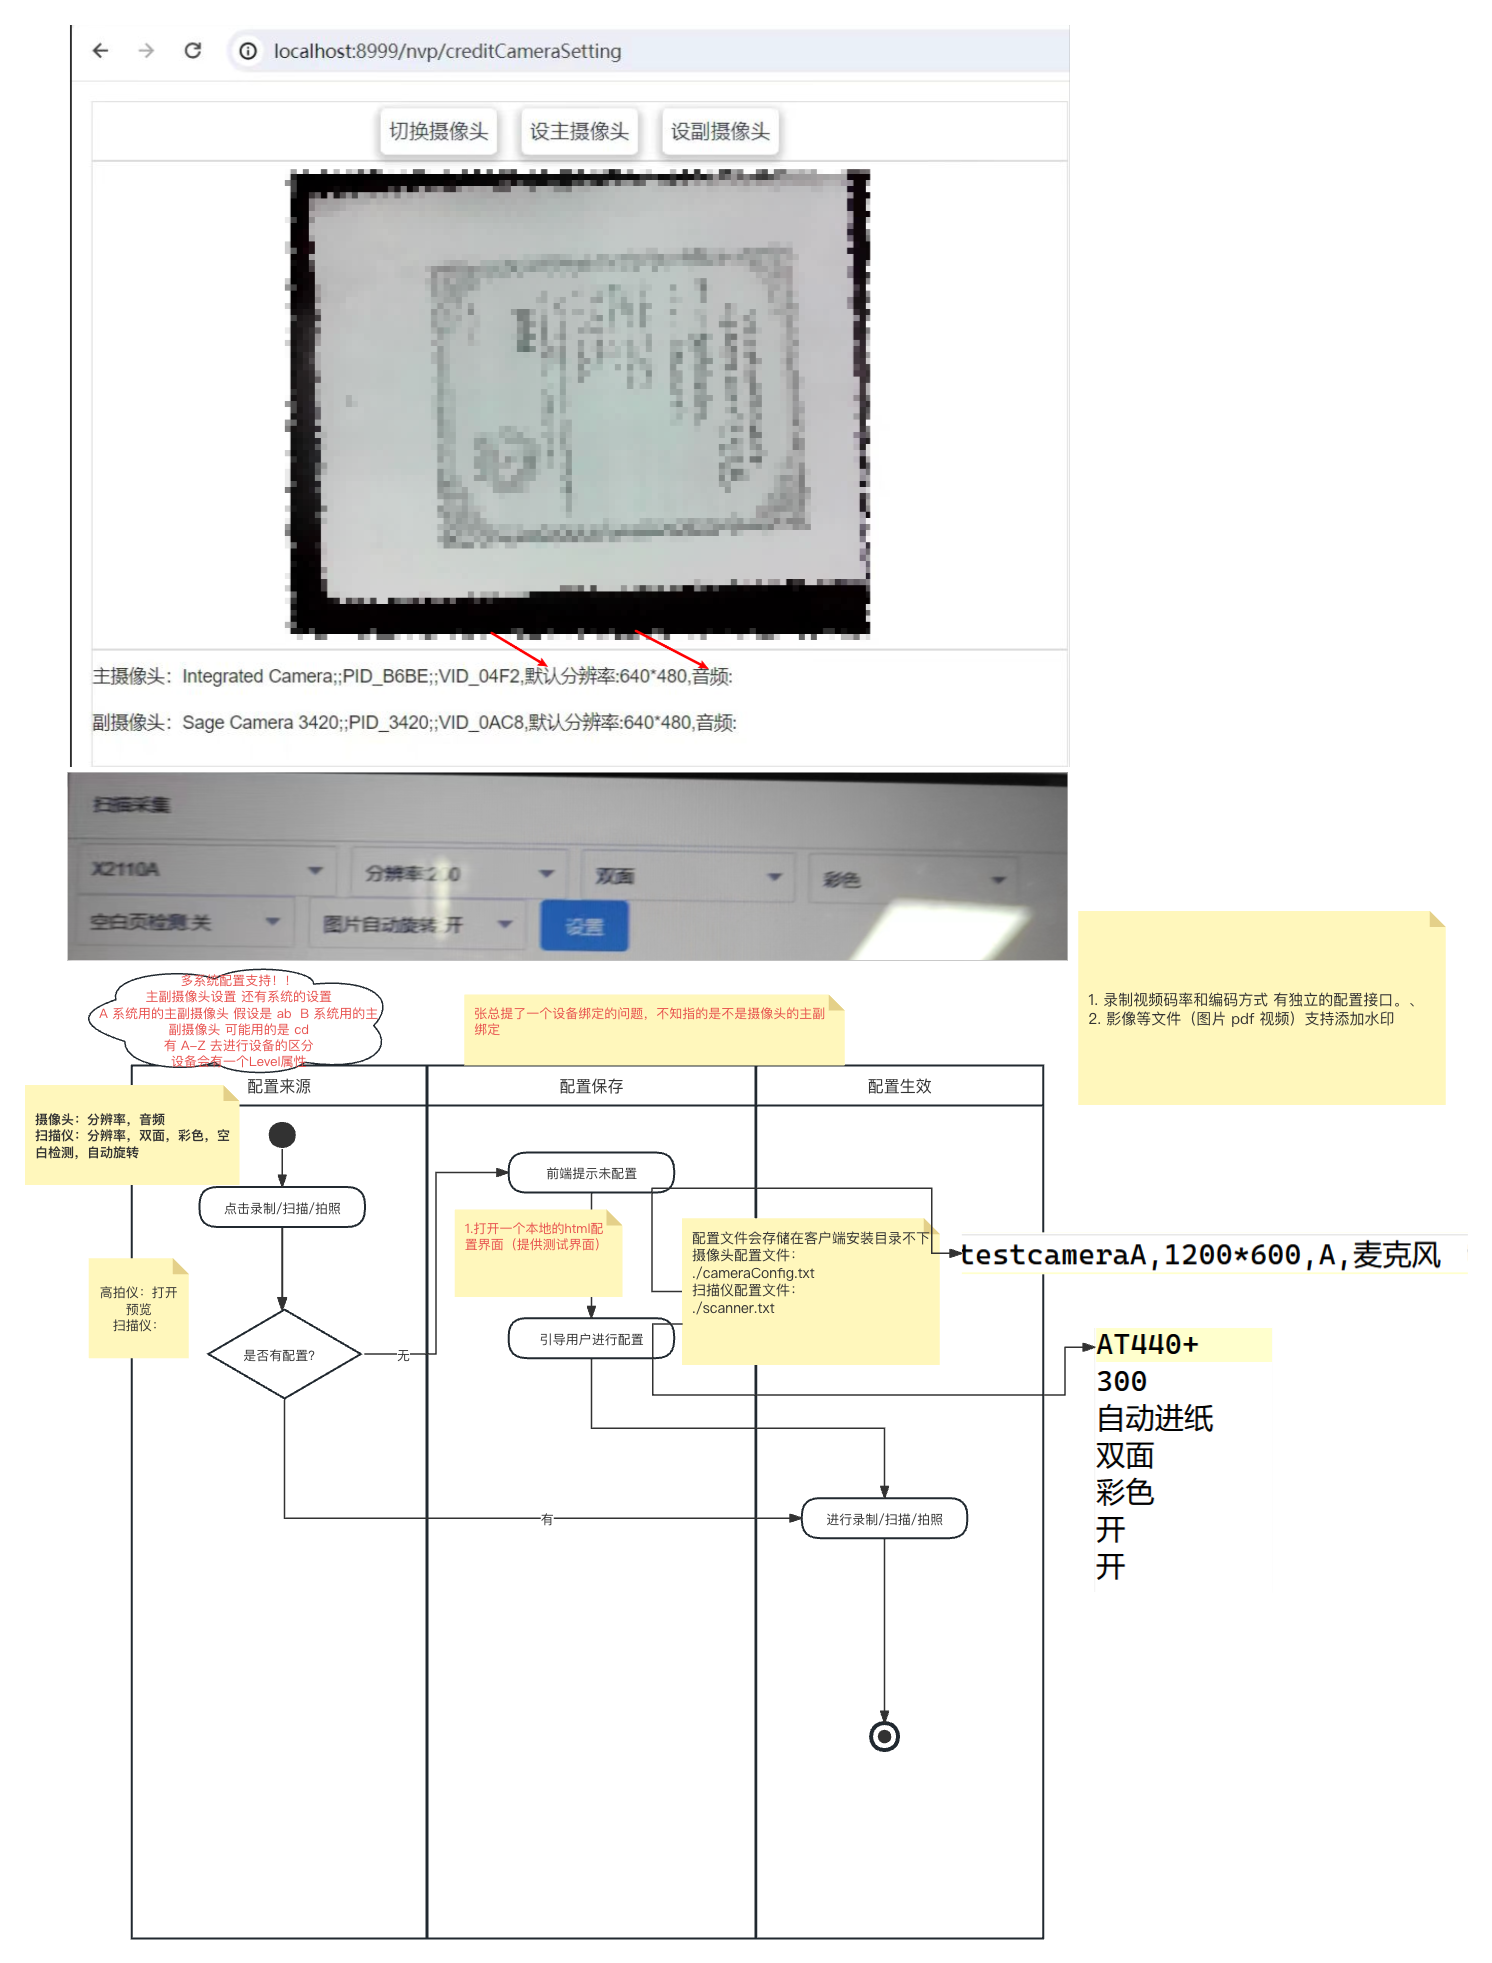 localhost:8999/nvp/creditCameraSetting
切换摄像头
设主摄像头
设副摄像头
主摄像头：Integrated Camera;;PID_B6BE;;VID_04F2,默认分辨率:640*480,音频:
副摄像头：Sage Camera 3420;;PID_3420;;VID_0AC8,默认分辨率:640*480,音频:
扫描采集
X2110A
分辨率:200
双面
彩色
空白页检测:关
图片自动旋转:开
设置
1. 录制视频码率和编码方式 有独立的配置接口。、
2. 影像等文件（图片 pdf 视频）支持添加水印
多系统配置支持！！
主副摄像头设置 还有系统的设置
A 系统用的主副摄像头 假设是 ab  B 系统用的主
副摄像头 可能用的是 cd
有 A-Z 去进行设备的区分
设备会有一个Level属性
张总提了一个设备绑定的问题，不知指的是不是摄像头的主副
绑定
配置来源
配置保存
配置生效
摄像头：分辨率，音频
扫描仪：分辨率，双面，彩色，空
白检测，自动旋转
点击录制/扫描/拍照
前端提示未配置
1.打开一个本地的html配
置界面（提供测试界面）
配置文件会存储在客户端安装目录不下
摄像头配置文件：
./cameraConfig.txt
扫描仪配置文件：
./scanner.txt
testcameraA,1200*600,A,麦克风
高拍仪：打开
预览
扫描仪：
是否有配置?
无
引导用户进行配置
AT440+
300
自动进纸
双面
彩色
开
开
有
进行录制/扫描/拍照